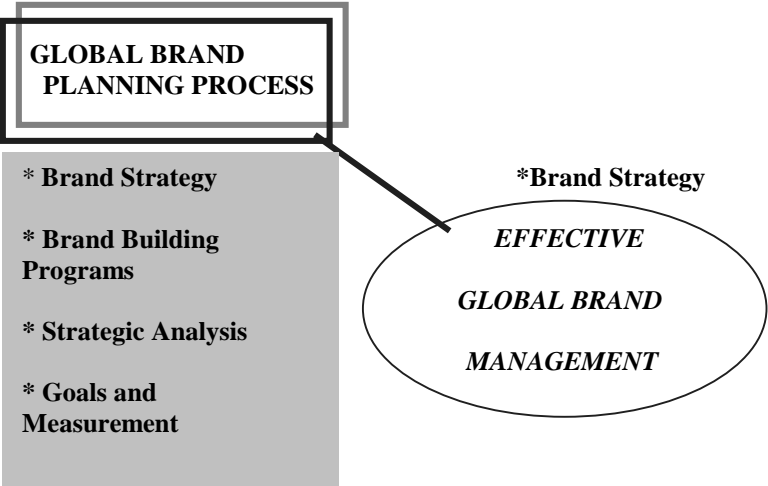 GLOBAL BRAND
PLANNING PROCESS
* Brand Strategy
* Brand Building
Programs
* Strategic Analysis
* Goals and
Measurement
*Brand Strategy
EFFECTIVE
GLOBAL BRAND
MANAGEMENT